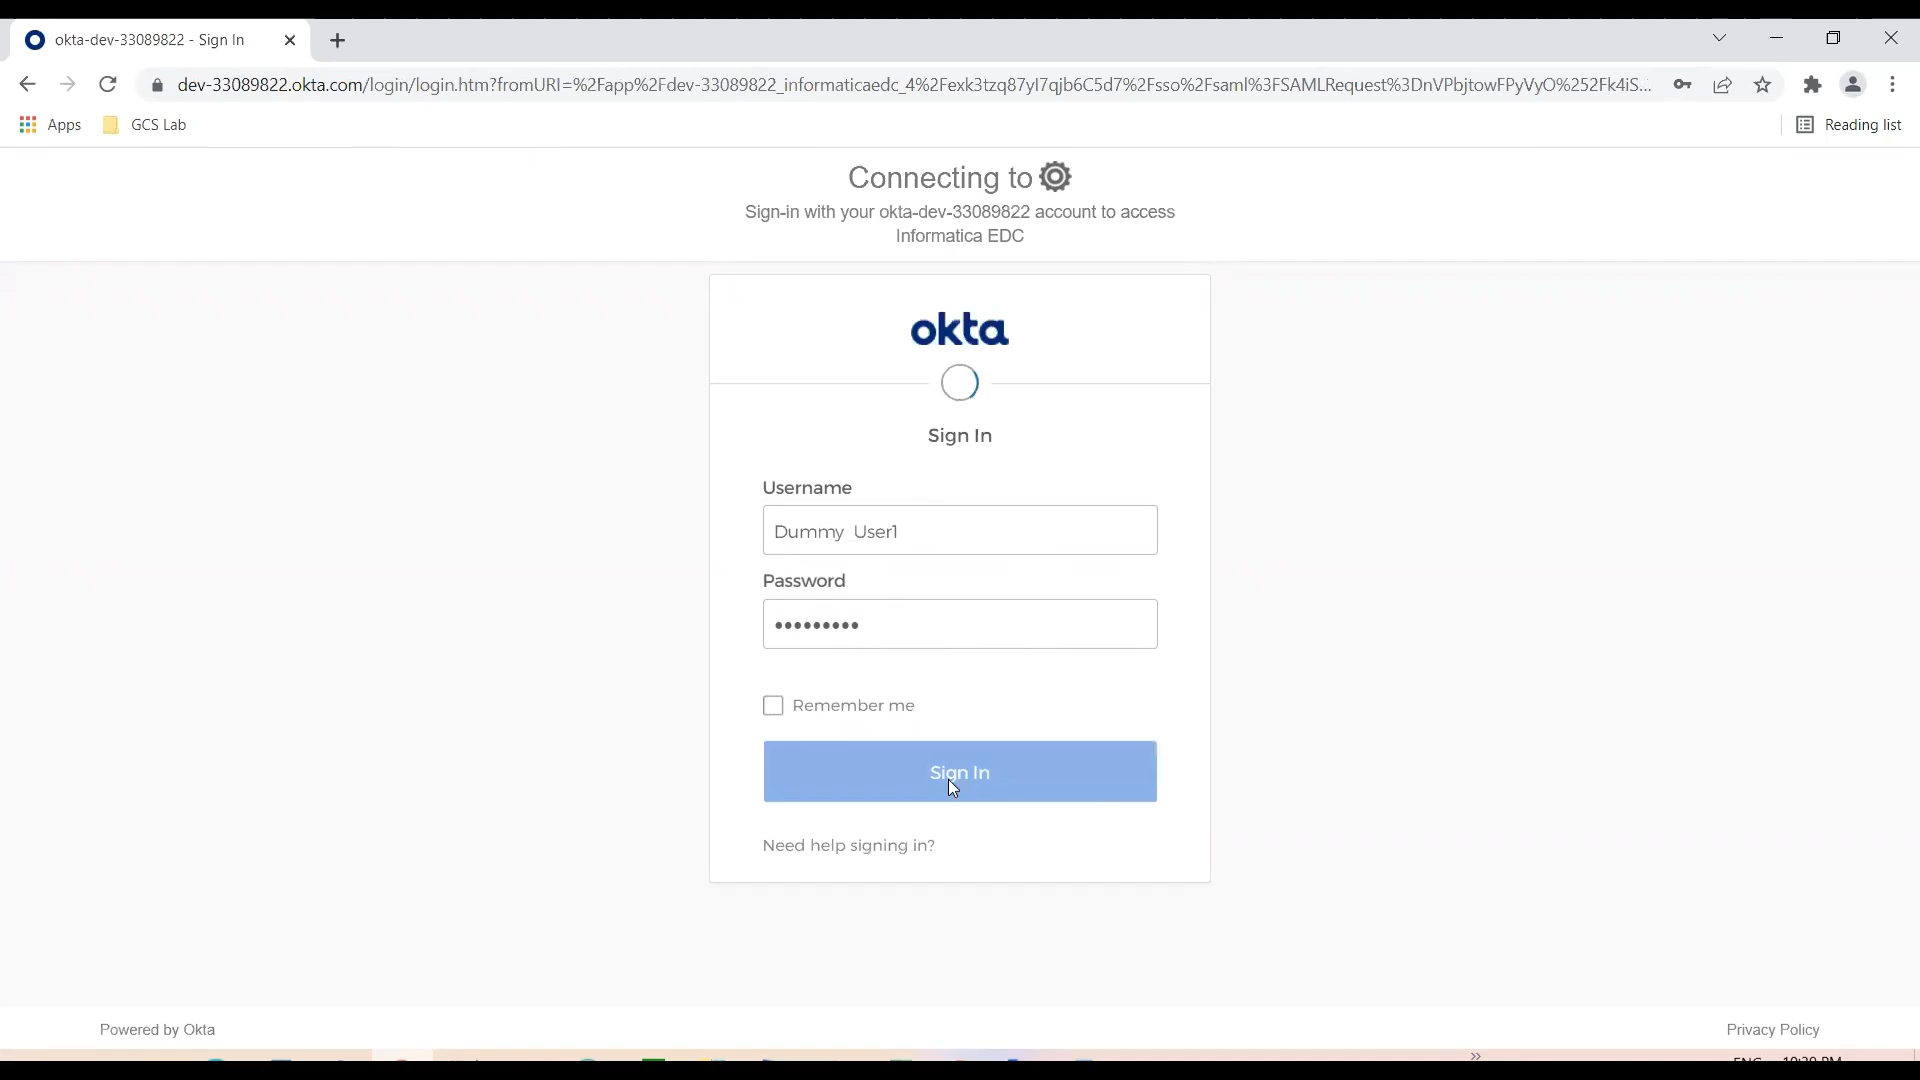 okta-dev-33089822 - Sign In
dev-33089822.okta.com/login/login.htm?fromURI=%2Fapp%2Fdev-33089822_informaticaedc_4%2Fexk3tzq87yI7qjb6C5d7%2Fsso%2Fsaml%3FSAMLRequest%3DnVPbjtowFPyVyO%252Fk4iS...
Apps
GCS Lab
Reading list
Connecting to
Sign-in with your okta-dev-33089822 account to access
Informatica EDC
okta
Sign In
Username
Dummy User1
Password
•••••••••
Remember me
Sign In
Need help signing in?
Powered by Okta
Privacy Policy